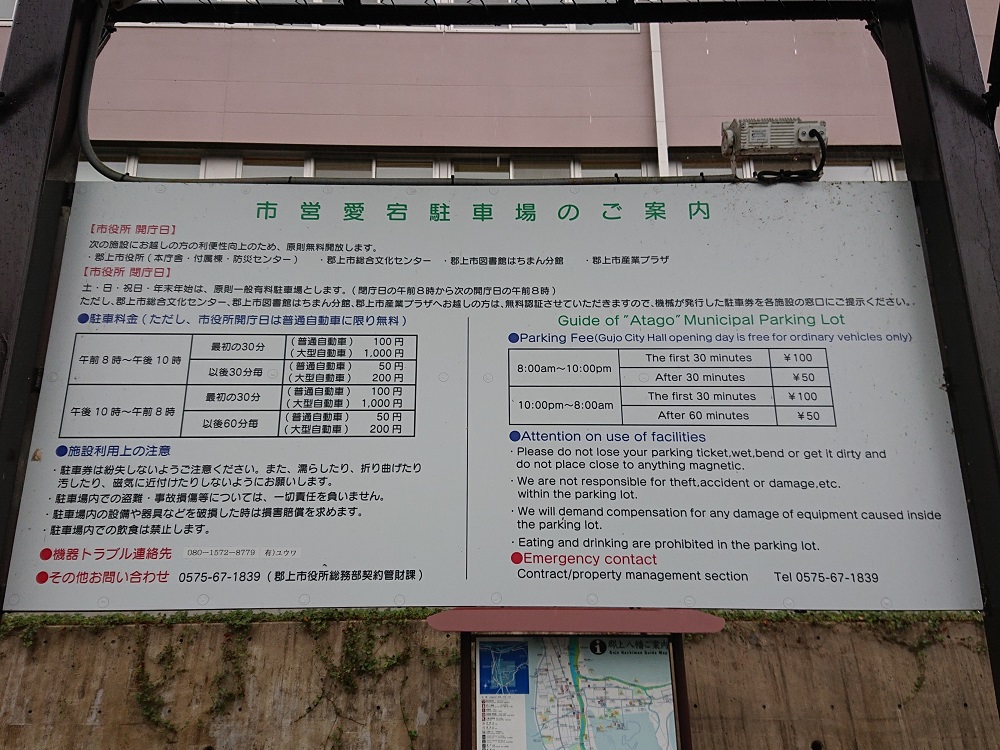 市営愛宕駐車場のご案内
【市役所 開庁日】
次の施設にお越しの方の利便性向上のため、原則無料開放します。
・郡上市役所(本庁舎・付属棟・防災センター) ・郡上市総合文化センター ・郡上市図書館はちまん分館 ・郡上市産業プラザ
【市役所 閉庁日】
土・日・祝日・年末年始は、原則一般有料駐車場とします。(閉庁日の午前8時から次の開庁日の午前8時)
ただし、郡上市総合文化センター、郡上市図書館はちまん分館、郡上市産業プラザへお越しの方は、無料認証させていただきますので、機械が発行した駐車券を各施設の窓口にご提示ください。
●駐車料金(ただし、市役所開庁日は普通自動車に限り無料)
午前8時〜午後10時 最初の30分 (普通自動車) 100円
(大型自動車) 1,000円
以後30分毎 (普通自動車) 50円
(大型自動車) 200円
午後10時〜午前8時 最初の30分 (普通自動車) 100円
(大型自動車) 1,000円
以後60分毎 (普通自動車) 50円
(大型自動車) 200円
●施設利用上の注意
・駐車券は紛失しないようご注意ください。また、濡らしたり、折り曲げたり
汚したり、磁気に近付けたりしないようにお願いします。
・駐車場内での盗難・事故損傷等については、一切責任を負いません。
・駐車場内の設備や器具などを破損した時は損害賠償を求めます。
・駐車場内での飲食は禁止します。
●機器トラブル連絡先 080-1572-8779 有)ユウワ
●その他お問い合わせ 0575-67-1839(郡上市役所総務部契約管財課)
Guide of "Atago" Municipal Parking Lot
●Parking Fee(Gujo City Hall opening day is free for ordinary vehicles only)
8:00am〜10:00pm The first 30 minutes ¥100
After 30 minutes ¥50
10:00pm〜8:00am The first 30 minutes ¥100
After 60 minutes ¥50
●Attention on use of facilities
・Please do not lose your parking ticket,wet,bend or get it dirty and
do not place close to anything magnetic.
・We are not responsible for theft,accident or damage,etc.
within the parking lot.
・We will demand compensation for any damage of equipment caused inside
the parking lot.
・Eating and drinking are prohibited in the parking lot.
●Emergency contact
Contract/property management section Tel 0575-67-1839
i 郡上八幡ご案内
Gujo Hachiman Guide Map